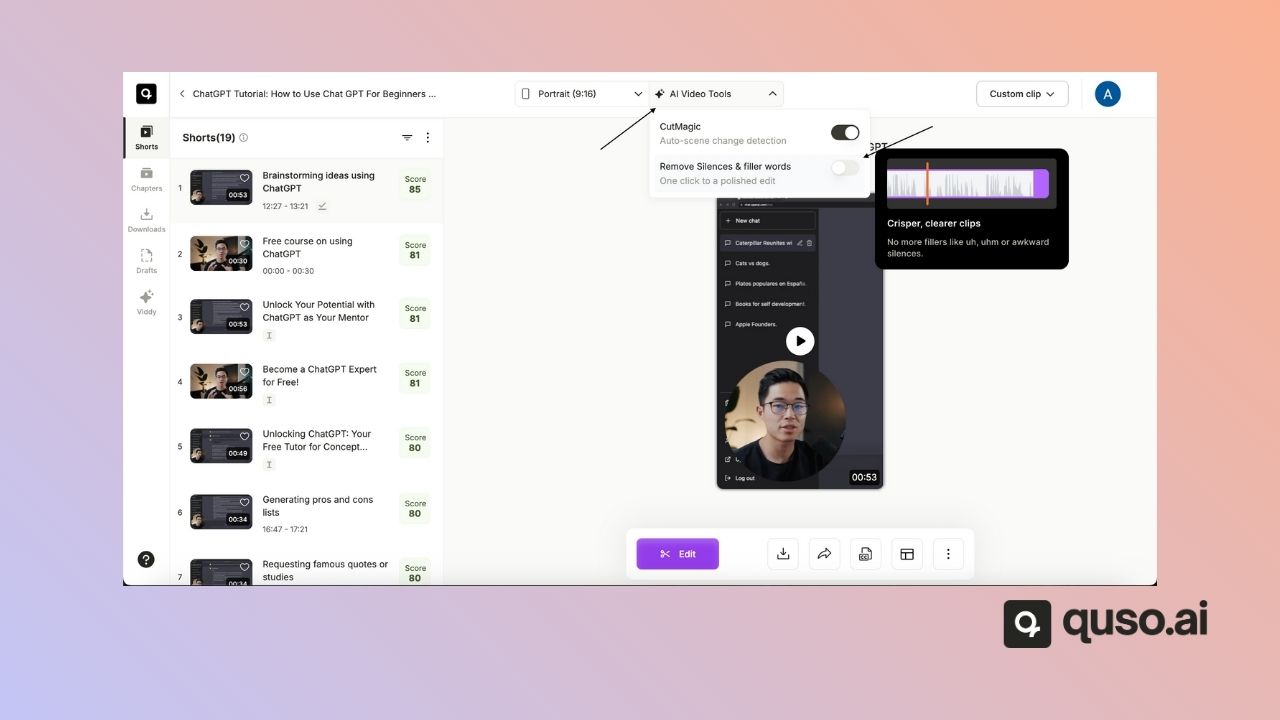 ChatGPT Tutorial: How to Use Chat GPT For Beginners ...
Portrait (9:16)
AI Video Tools
Custom clip
A
Shorts
Chapters
Downloads
Drafts
Viddy
Shorts(19)
1
00:53
Brainstorming ideas using
ChatGPT
12:27 - 13:21
Score
85
2
00:30
Free course on using
ChatGPT
00:00 - 00:30
Score
81
3
00:53
Unlock Your Potential with
ChatGPT as Your Mentor
Score
81
4
00:56
Become a ChatGPT Expert
for Free!
Score
81
5
00:49
Unlocking ChatGPT: Your
Free Tutor for Concept...
Score
80
6
00:34
Generating pros and cons
lists
16:47 - 17:21
Score
80
7
00:34
Requesting famous quotes or
studies
Score
80
CutMagic
Auto-scene change detection
Remove Silences & filler words
One click to a polished edit
GPT
Crisper, clearer clips
No more fillers like uh, uhm or awkward
silences.
New chat
Caterpillar Reunites wi
Cats vs dogs.
Platos populares en España.
Books for self development.
Apple Founders.
Log out
00:53
Edit
CC
quso.ai